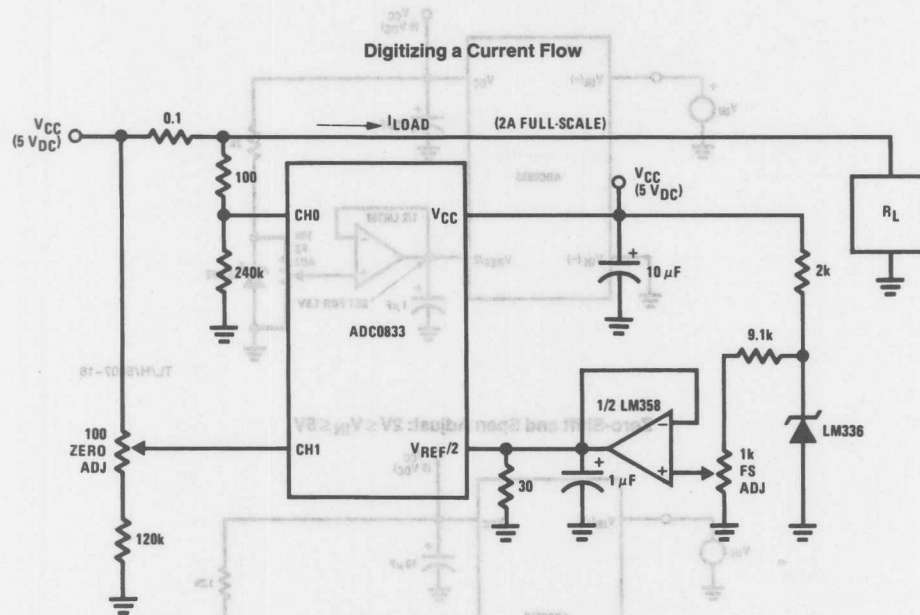 Digitizing a Current Flow
VCC
(5 VDC)
0.1
ILOAD
(2A FULL-SCALE)
100
240k
CH0
VCC
ADC0833
CH1
VREF/2
VCC
(5 VDC)
10 µF
RL
2k
9.1k
1/2 LM358
LM336
1k
FS
ADJ
30
1 µF
100
ZERO
ADJ
120k
TL/H/5607-18
Zero-Shift and Span Adjust: 2V ≤ VIN ≤ 5V